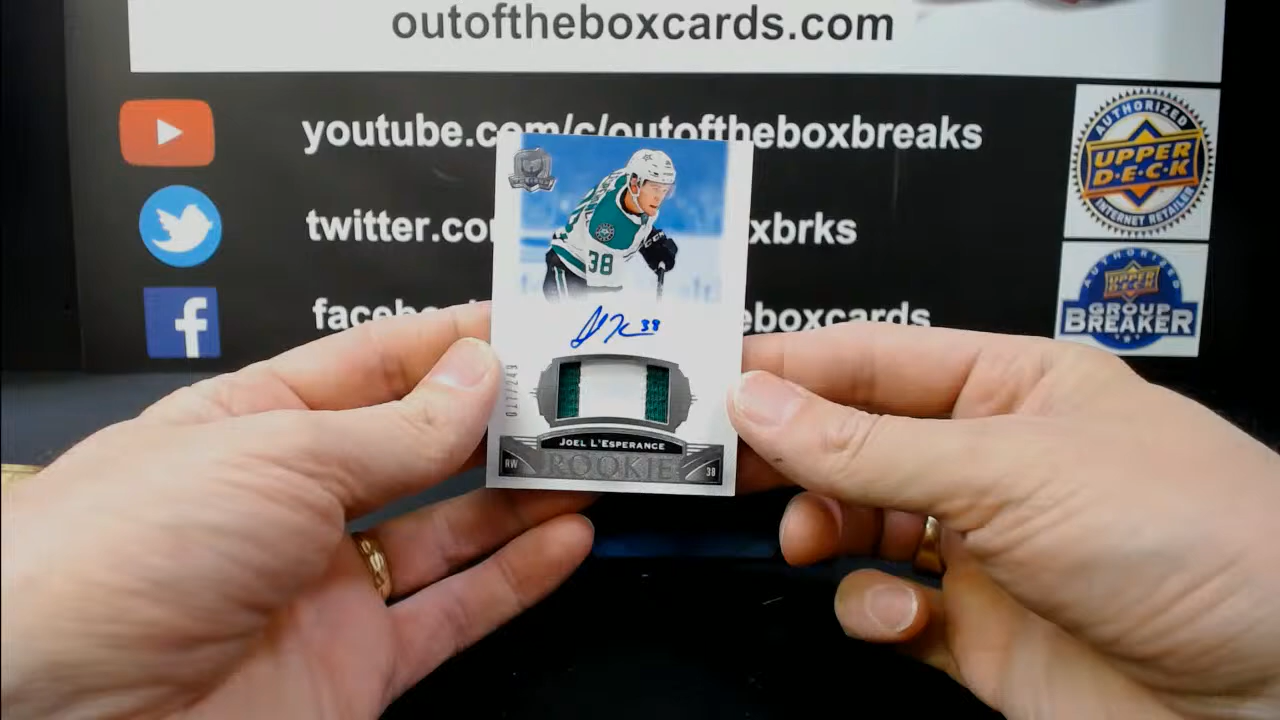 outoftheboxcards.com
youtube.com/c/outoftheboxbreaks
twitter.co
xbrks
faceb
eboxcards
AUTHORIZED
UPPER
D·E·C·K
INTERNET RETAILER
AUTHORIZED
UPPER
DECK
GROUP
BREAKER
38
38
JOEL L'ESPERANCE
ROOKIE
RW
38